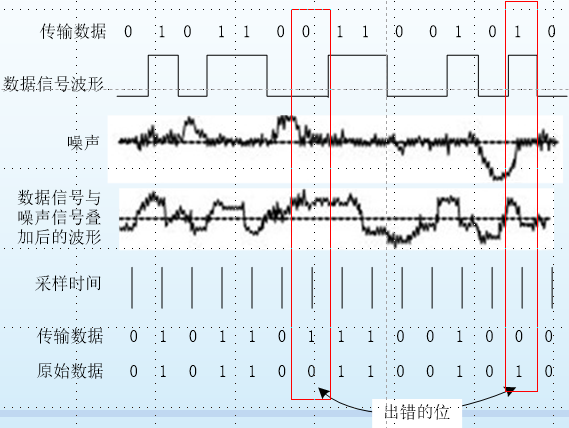 传输数据 0 1 0 1 1 0 0 1 1 0 0 1 0 1 0
数据信号波形
噪声
数据信号与
噪声信号叠
加后的波形
采样时间
传输数据 0 1 0 1 1 0 1 1 1 0 0 1 0 0 0
原始数据 0 1 0 1 1 0 0 1 1 0 0 1 0 1 0
出错的位